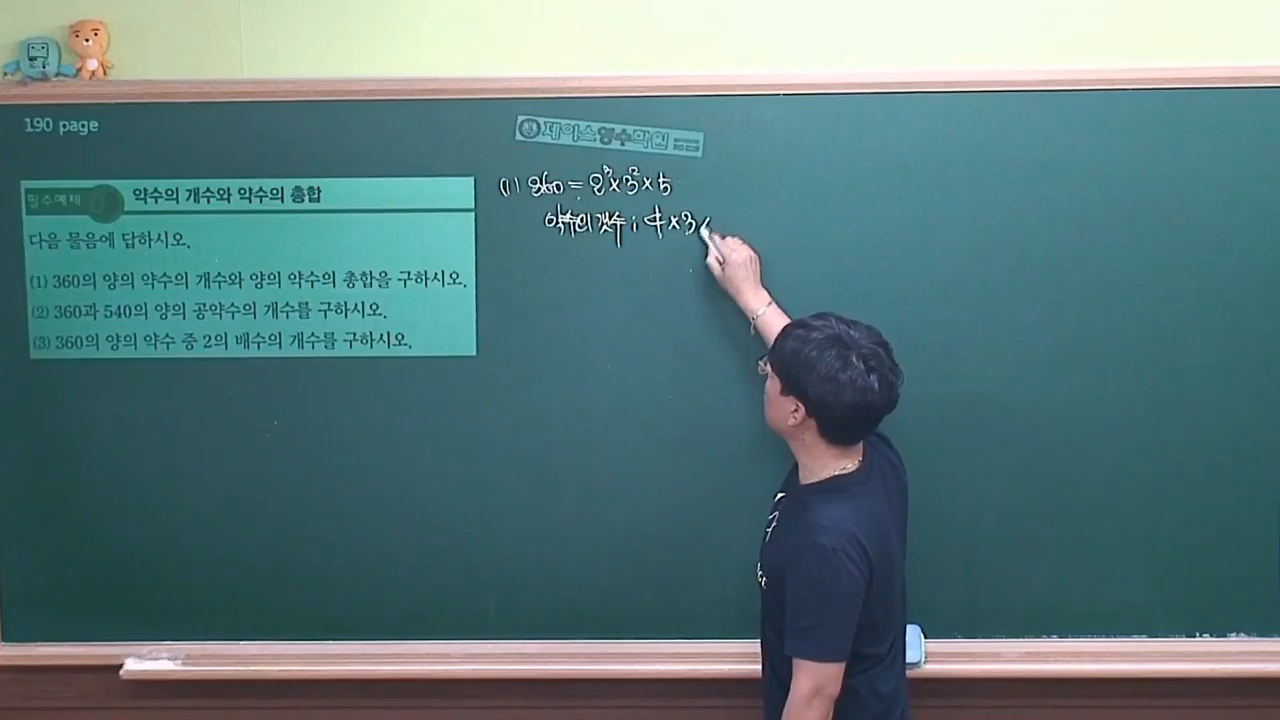 190 page
제이스영수학원
필수예제
약수의 개수와 약수의 총합
다음 물음에 답하시오.
(1) 360의 양의 약수의 개수와 양의 약수의 총합을 구하시오.
(2) 360과 540의 양의 공약수의 개수를 구하시오.
(3) 360의 양의 약수 중 2의 배수의 개수를 구하시오.
(1) 360 = 2³×3²×5
약수의 갯수 ; 4×3